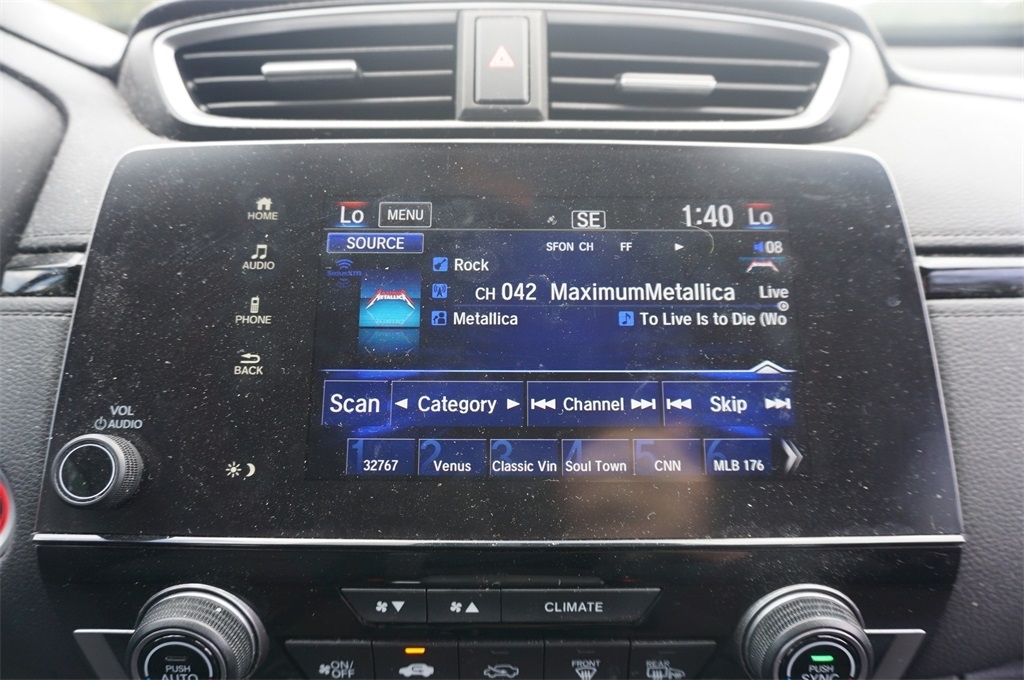 Lo MENU SE 1:40 Lo
HOME
SOURCE SFON CH FF 08
AUDIO
SiriusXM Rock
METALLICA CH 042 MaximumMetallica Live
PHONE
Metallica To Live Is to Die (Wo
BACK
VOL
AUDIO
Scan Category Channel Skip
1 2 3 4 5 6
32767 Venus Classic Vin Soul Town CNN MLB 176
CLIMATE
PUSH AUTO
ON/OFF
FRONT
REAR
PUSH SYNC